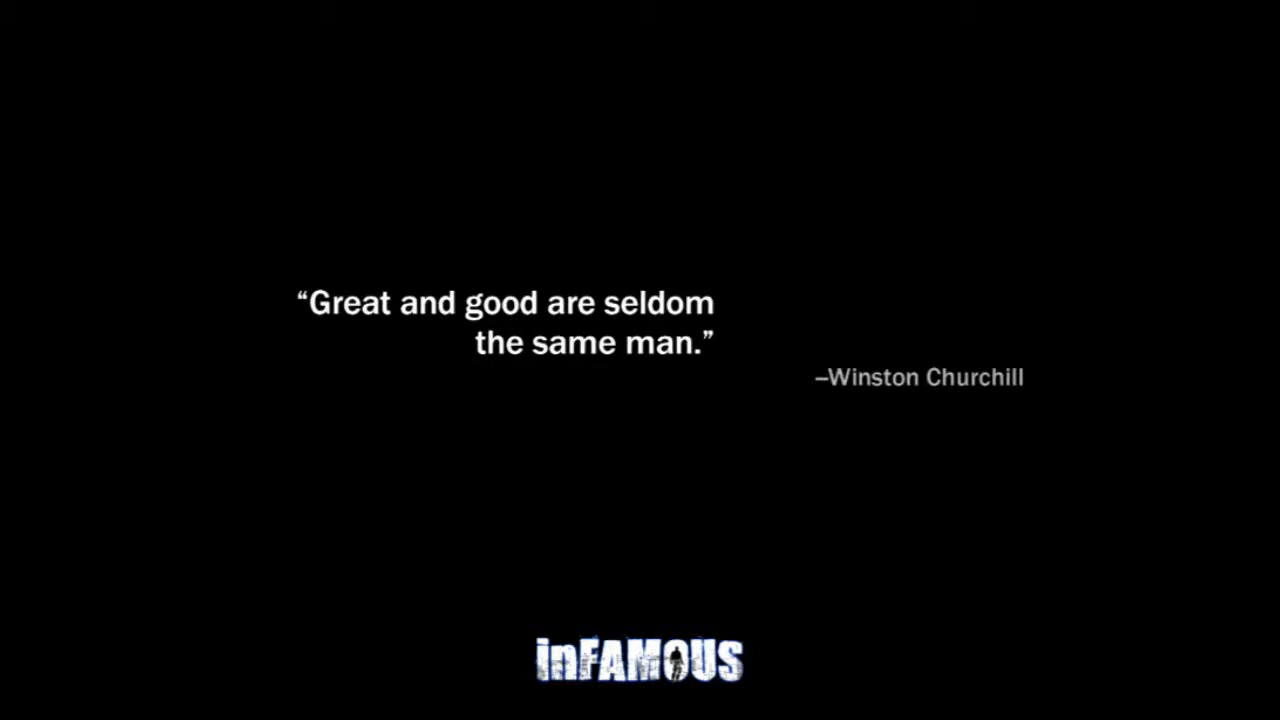 “Great and good are seldom
the same man.”
–Winston Churchill
inFAMOUS